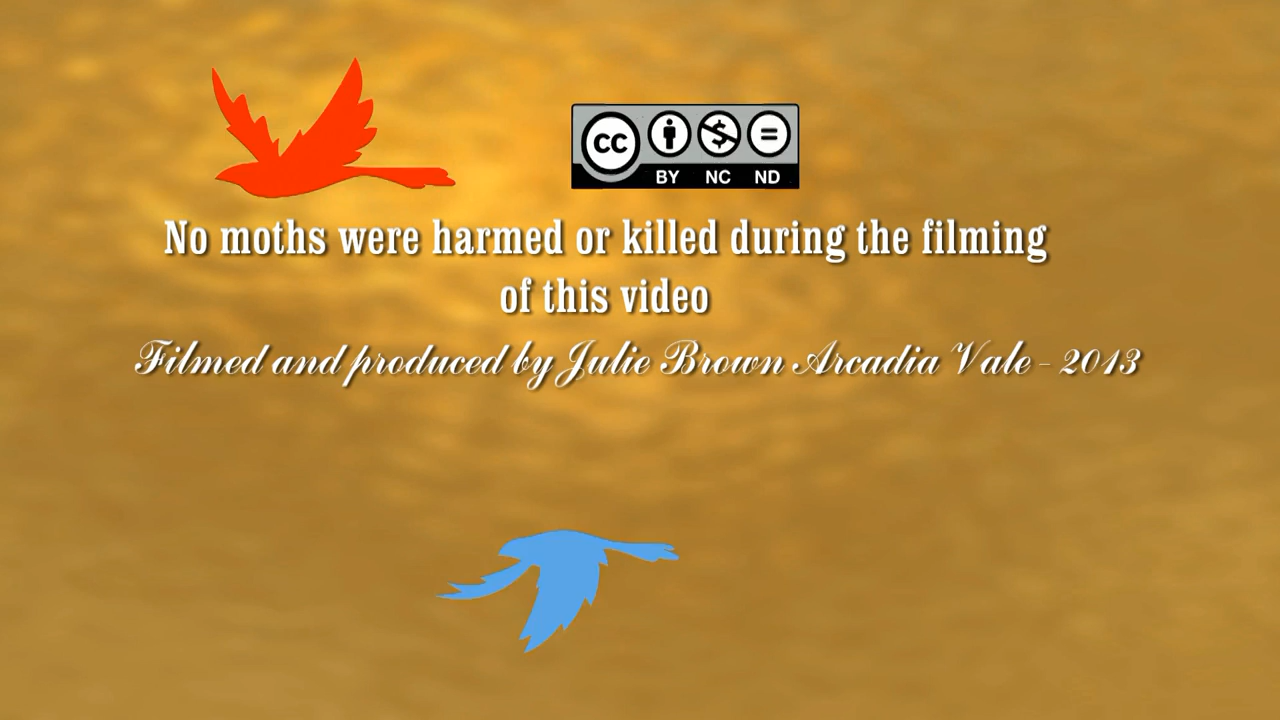 CC
BY NC ND
No moths were harmed or killed during the filming
of this video
Filmed and produced by Julie Brown Arcadia Vale - 2013